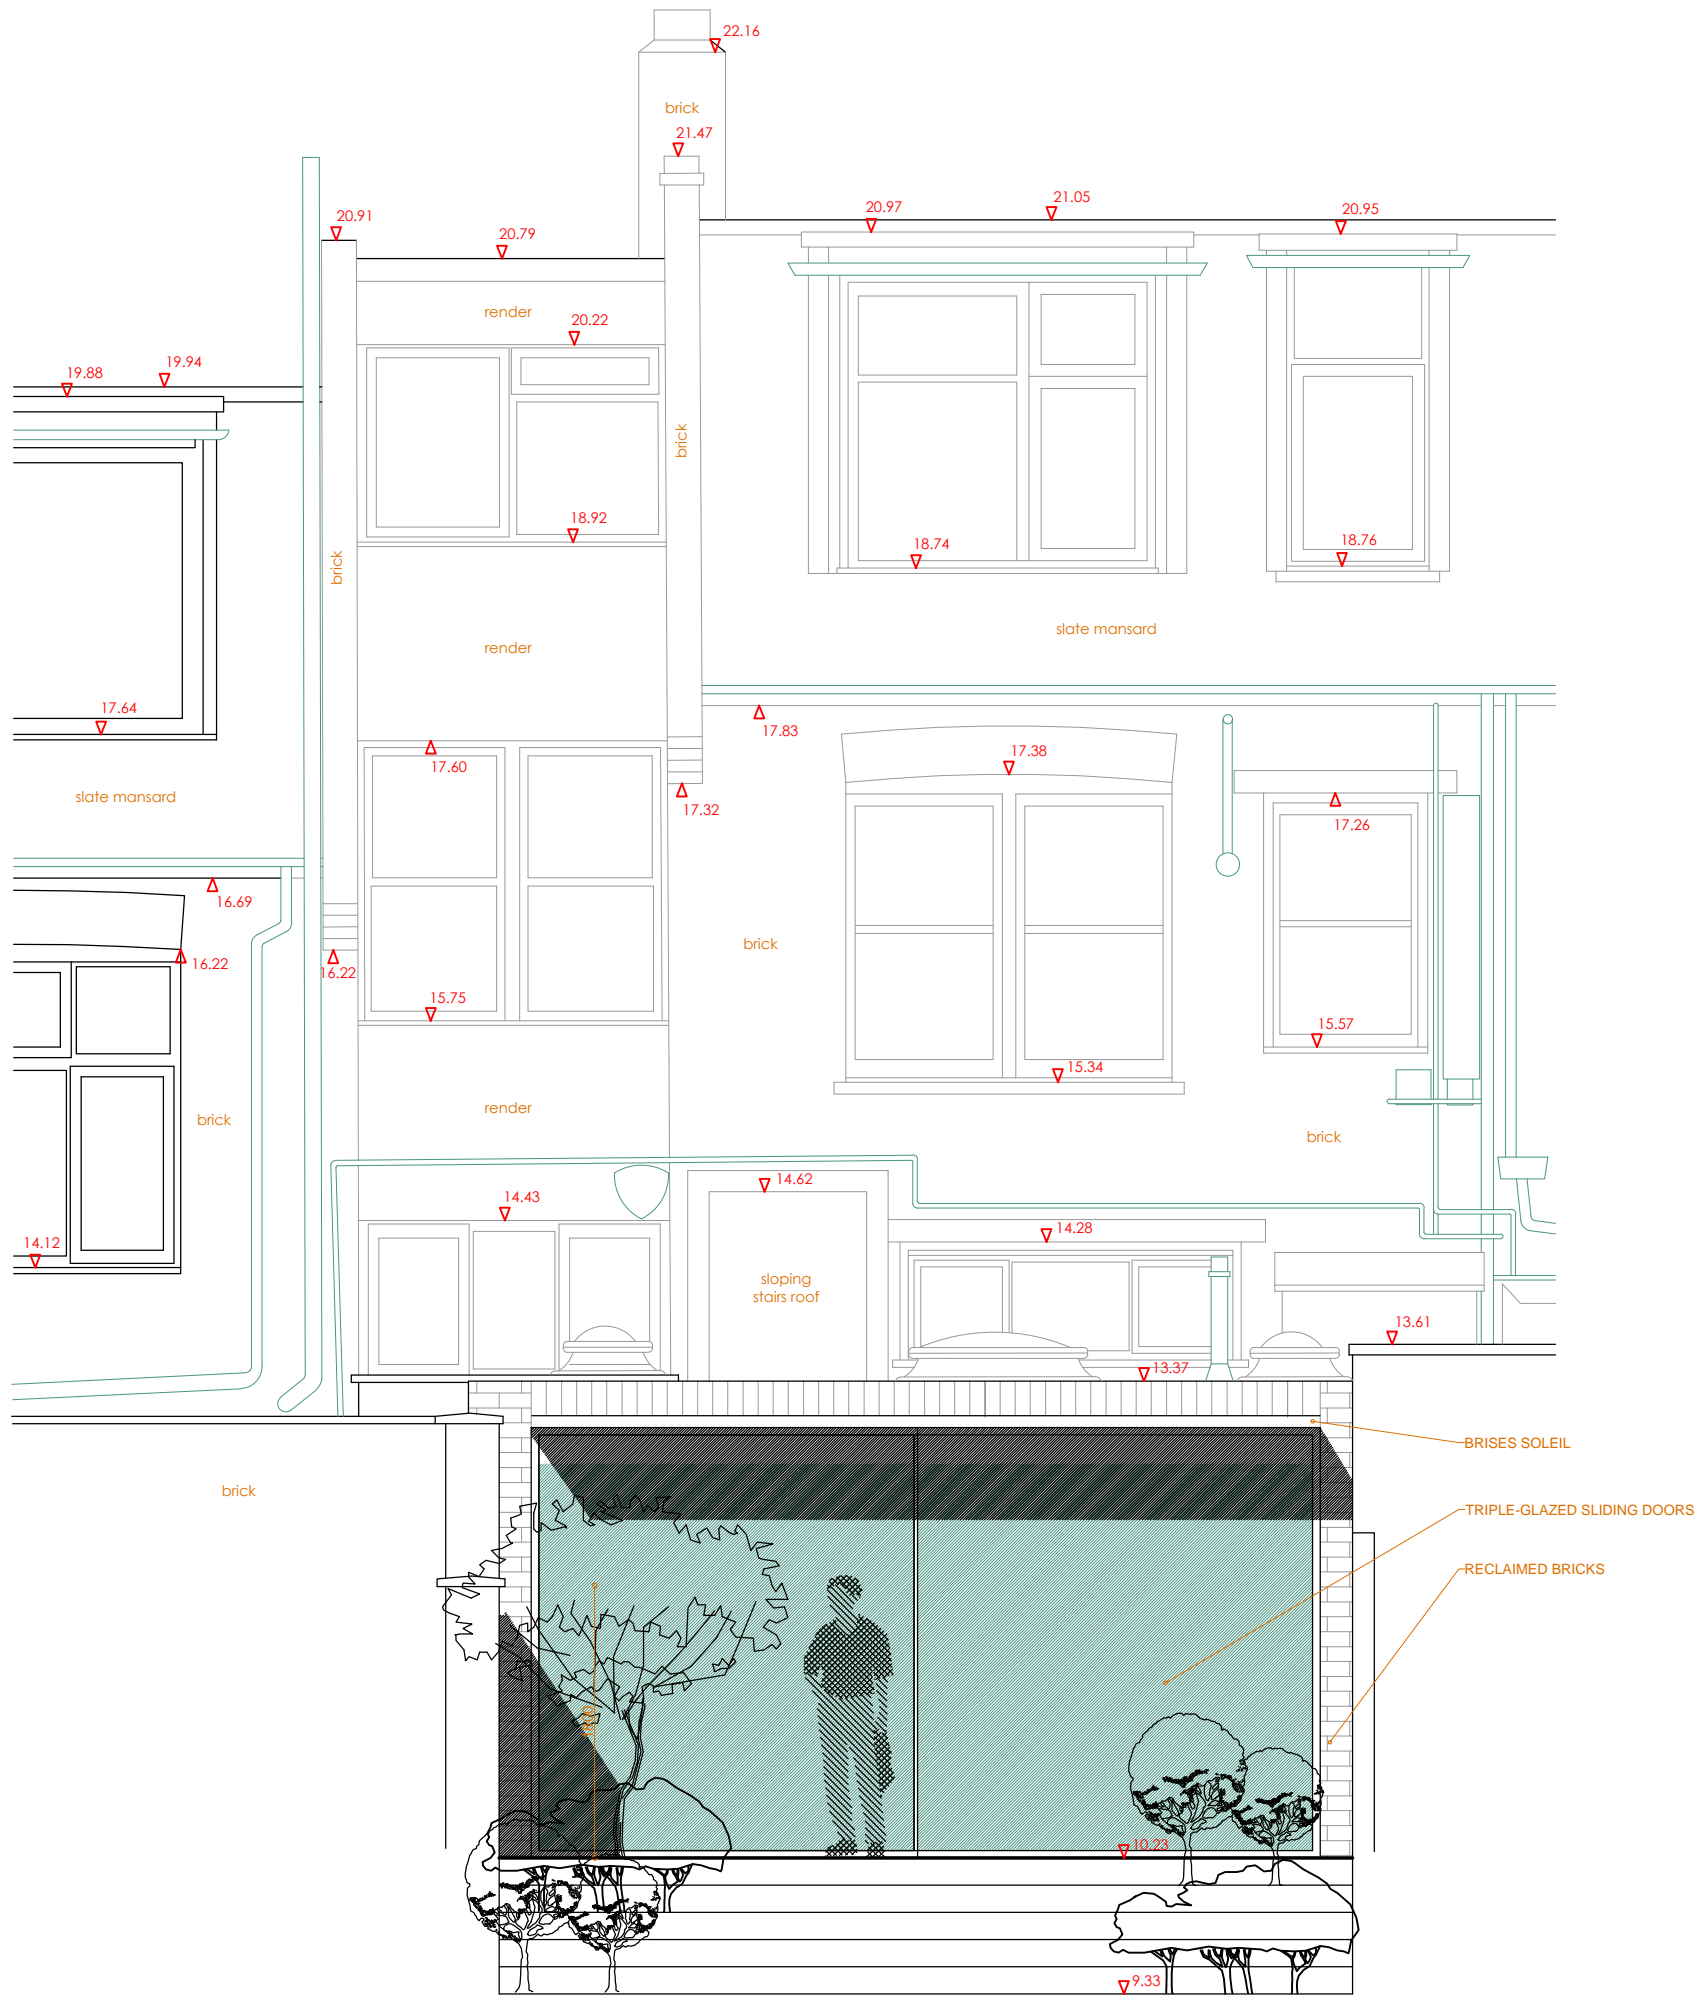 22.16
brick
21.47
20.91
20.79
20.97
21.05
20.95
render
20.22
19.88
19.94
brick
18.92
18.74
18.76
brick
slate mansard
render
17.64
17.83
17.38
17.60
slate mansard
17.32
17.26
16.69
brick
16.22
16.22
15.75
15.57
15.34
render
brick
brick
14.62
14.43
14.28
14.12
sloping
stairs roof
13.61
13.37
BRISES SOLEIL
brick
TRIPLE-GLAZED SLIDING DOORS
RECLAIMED BRICKS
1800
10.23
9.33